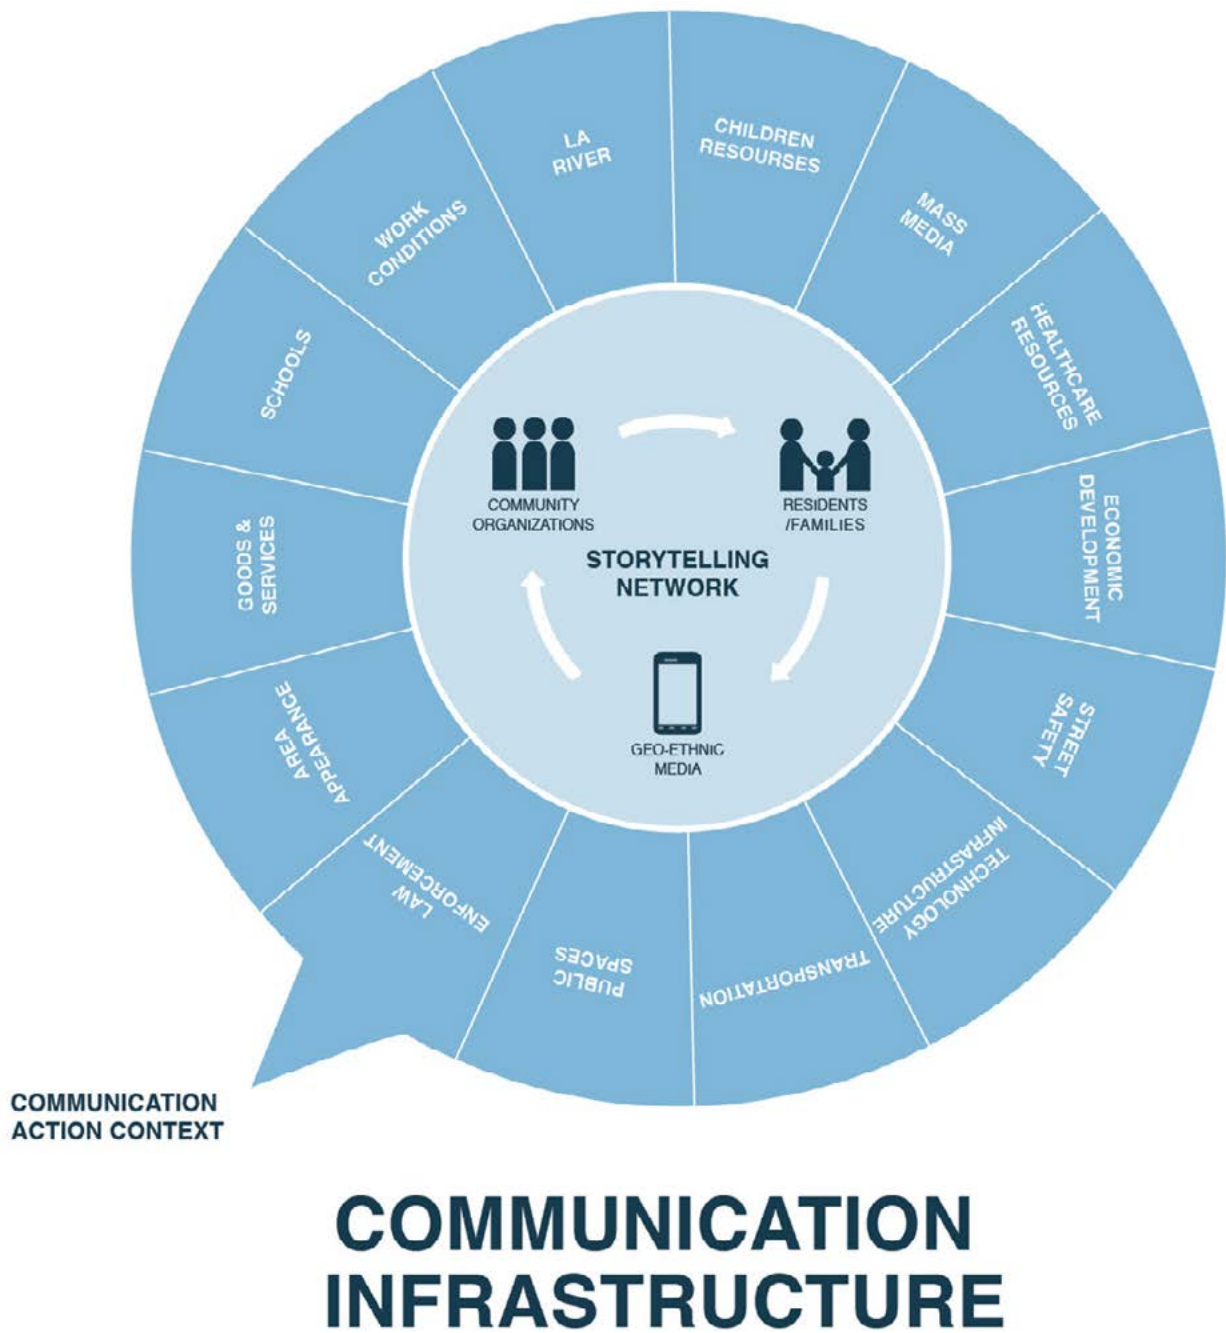 LA
RIVER
CHILDREN
RESOURSES
MASS
MEDIA
HEALTHCARE
RESOURCES
ECONOMIC
DEVELOPMENT
STREET
SAFETY
TECHNOLOGY
INFRASTRUCTURE
TRANSPORTATION
PUBLIC
SPACES
LAW
ENFORCEMENT
AREA
APPEARANCE
GOODS &
SERVICES
SCHOOLS
WORK
CONDITIONS
COMMUNITY
ORGANIZATIONS
RESIDENTS
/FAMILIES
STORYTELLING
NETWORK
GEO-ETHNIC
MEDIA
COMMUNICATION
ACTION CONTEXT
COMMUNICATION
INFRASTRUCTURE